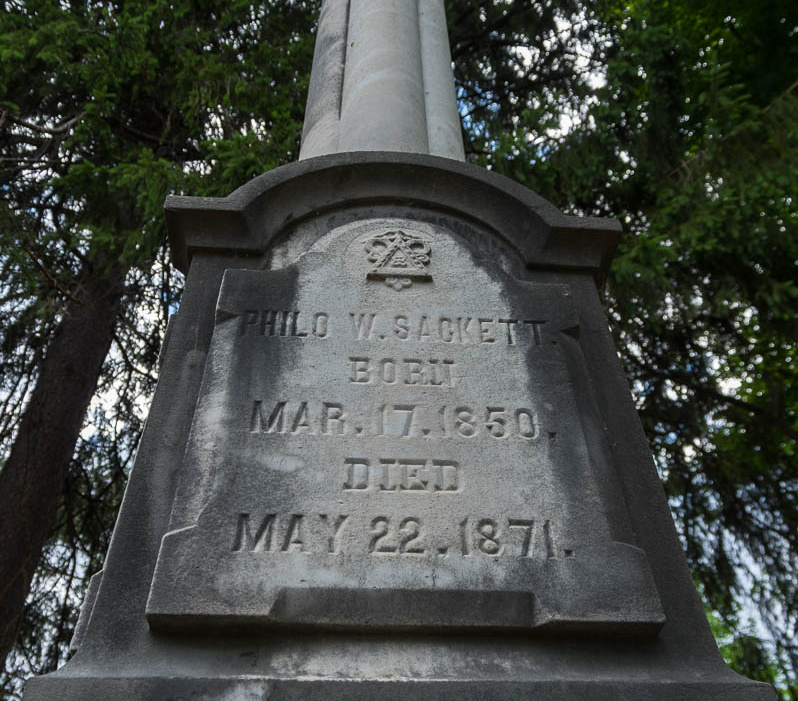 PHILO W. SACKETT.
BORN
MAR. 17. 1850.
DIED
MAY 22. 1871.